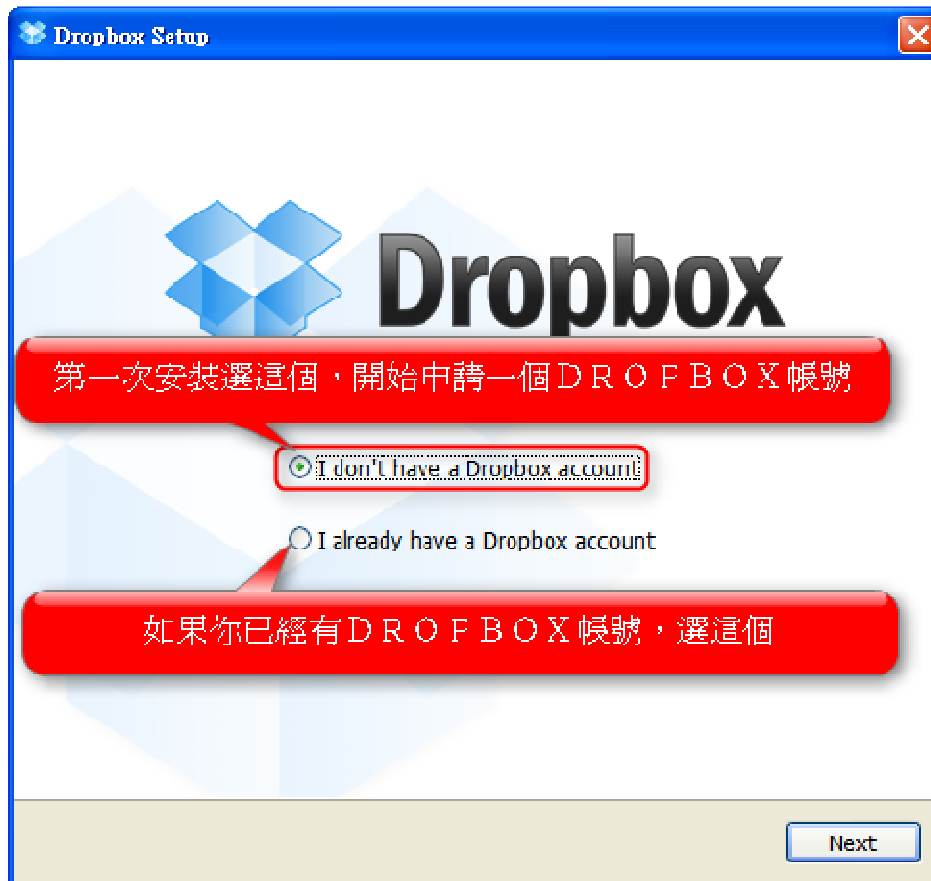 Dropbox Setup
Dropbox
第一次安裝選這個，開始申請一個ＤＲＯＦＢＯＸ帳號
I don't have a Dropbox account
I already have a Dropbox account
如果你已經有ＤＲＯＦＢＯＸ帳號，選這個
Next